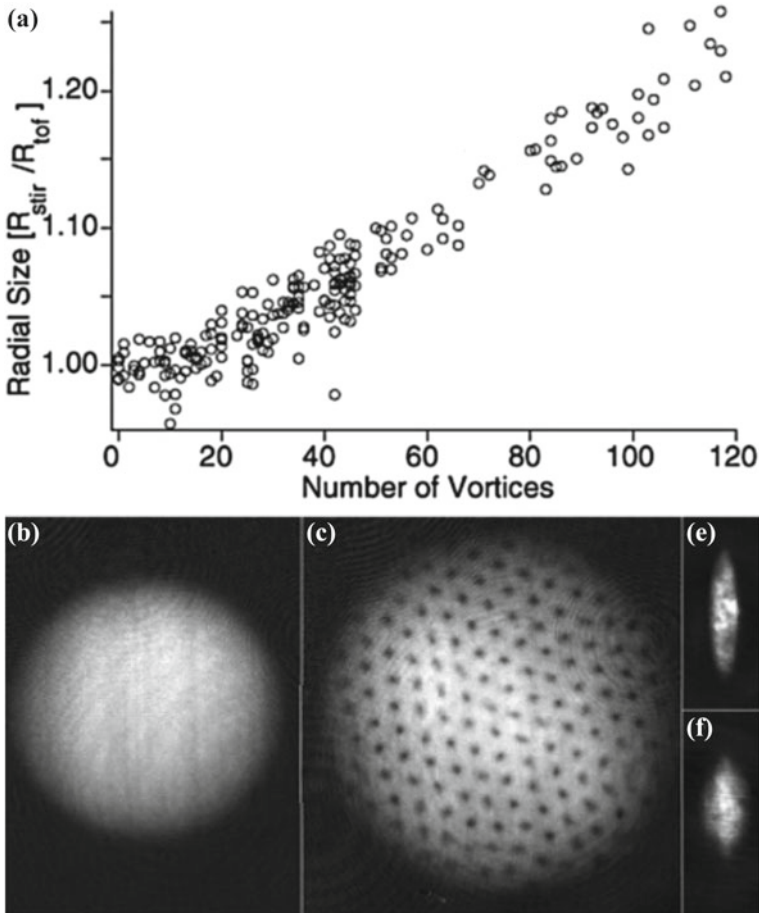 (a)
Radial Size [R_stir /R_tof ]
1.20
1.10
1.00
0 20 40 60 80 100 120
Number of Vortices
(b)
(c)
(e)
(f)